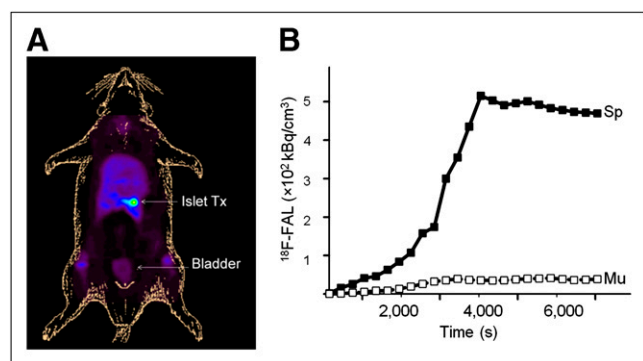 A
Islet Tx
Bladder
B
¹⁸F-FAL (×10² kBq/cm³)
5
4
3
2
1
Sp
Mu
2,000
4,000
6,000
Time (s)